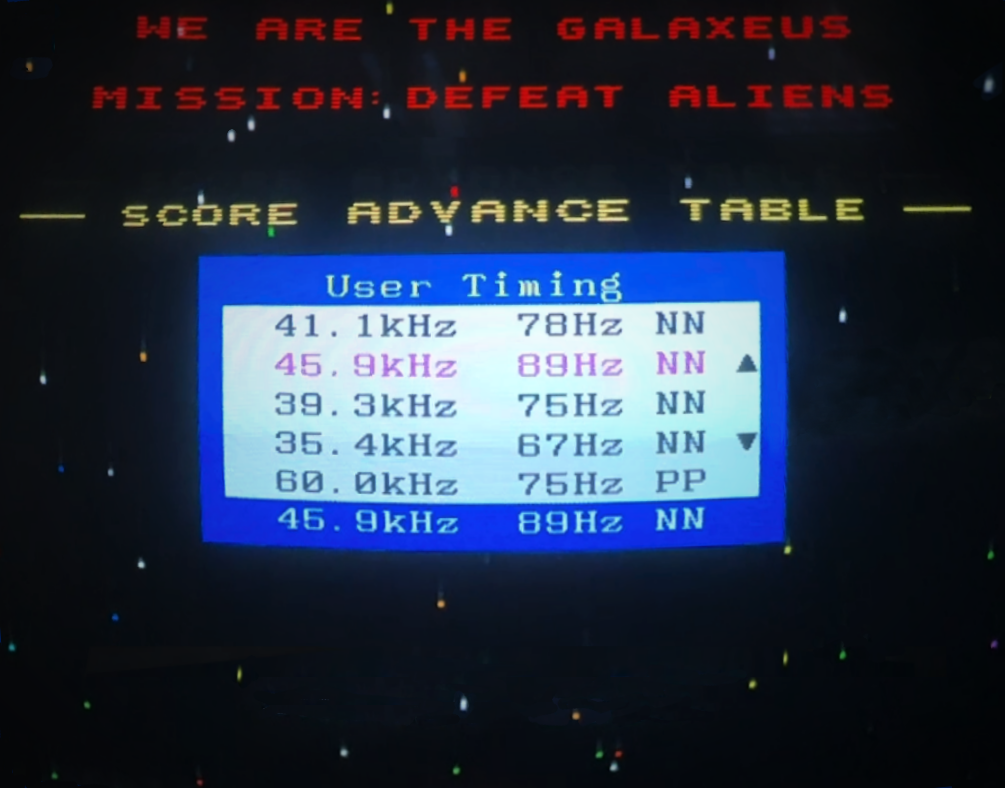 WE ARE THE GALAXEUS
MISSION: DEFEAT ALIENS
— SCORE ADVANCE TABLE —
User Timing
41.1kHz 78Hz NN
45.9kHz 89Hz NN ▲
39.3kHz 75Hz NN
35.4kHz 67Hz NN ▼
60.0kHz 75Hz PP
45.9kHz 89Hz NN